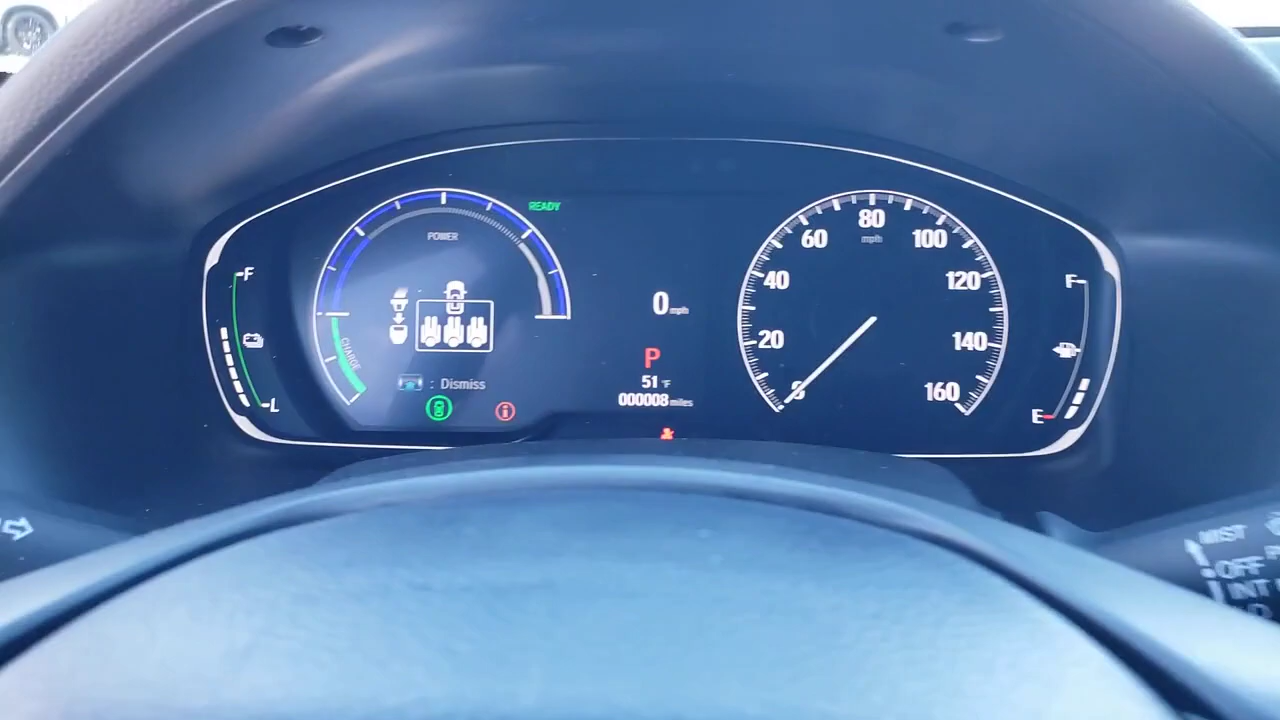 READY
POWER
CHARGE
F
L
: Dismiss
0 mph
P
51 °F
000008 miles
0
20
40
60
80
100
120
140
160
mph
F
E
MIST
OFF
INT